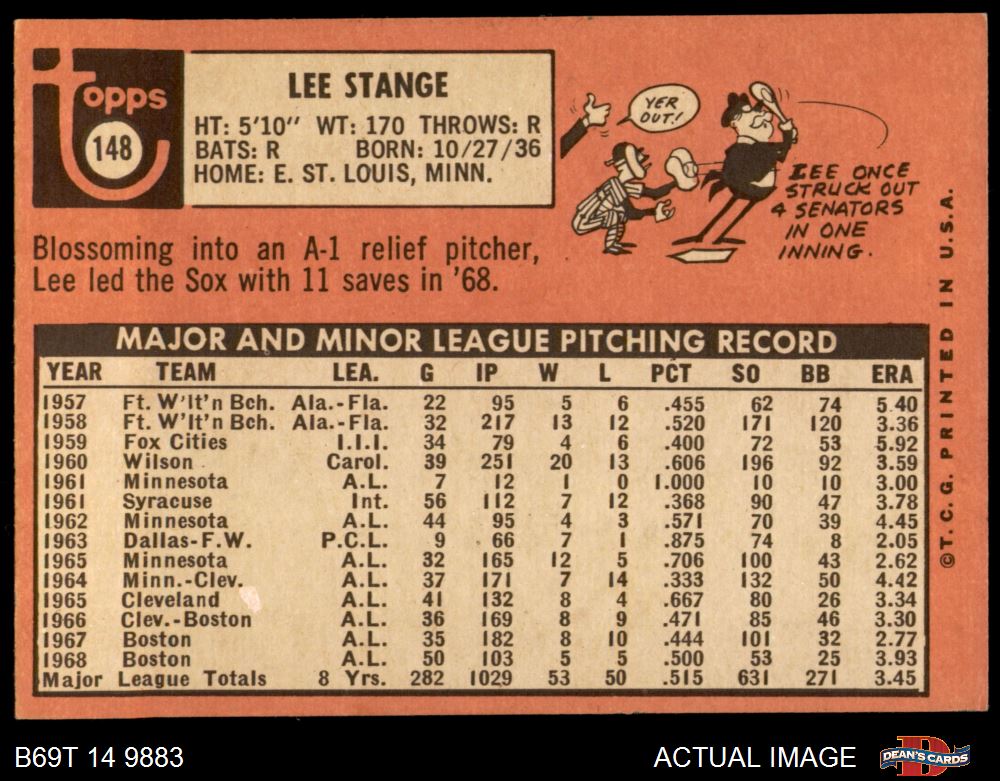 topps
148
LEE STANGE
HT: 5'10" WT: 170 THROWS: R
BATS: R BORN: 10/27/36
HOME: E. ST. LOUIS, MINN.
YER
OUT!
LEE ONCE
STRUCK OUT
4 SENATORS
IN ONE
INNING.
Blossoming into an A-1 relief pitcher,
Lee led the Sox with 11 saves in '68.
MAJOR AND MINOR LEAGUE PITCHING RECORD
YEAR TEAM LEA. G IP W L PCT SO BB ERA
1957 Ft. W'lt'n Bch. Ala.-Fla. 22 95 5 6 .455 62 74 5.40
1958 Ft. W'lt'n Bch. Ala.-Fla. 32 217 13 12 .520 171 120 3.36
1959 Fox Cities I.I.I. 34 79 4 6 .400 72 53 5.92
1960 Wilson Carol. 39 251 20 13 .606 196 92 3.59
1961 Minnesota A.L. 7 12 1 0 1.000 10 10 3.00
1961 Syracuse Int. 56 112 7 12 .368 90 47 3.78
1962 Minnesota A.L. 44 95 4 3 .571 70 39 4.45
1963 Dallas-F.W. P.C.L. 9 66 7 1 .875 74 8 2.05
1965 Minnesota A.L. 32 165 12 5 .706 100 43 2.62
1964 Minn.-Clev. A.L. 37 171 7 14 .333 132 50 4.42
1965 Cleveland A.L. 41 132 8 4 .667 80 26 3.34
1966 Clev.-Boston A.L. 36 169 8 9 .471 85 46 3.30
1967 Boston A.L. 35 182 8 10 .444 101 32 2.77
1968 Boston A.L. 50 103 5 5 .500 53 25 3.93
Major League Totals 8 Yrs. 282 1029 53 50 .515 631 271 3.45
©T. C. G. PRINTED IN U.S.A.
B69T 14 9883
ACTUAL IMAGE
DEAN'S CARDS